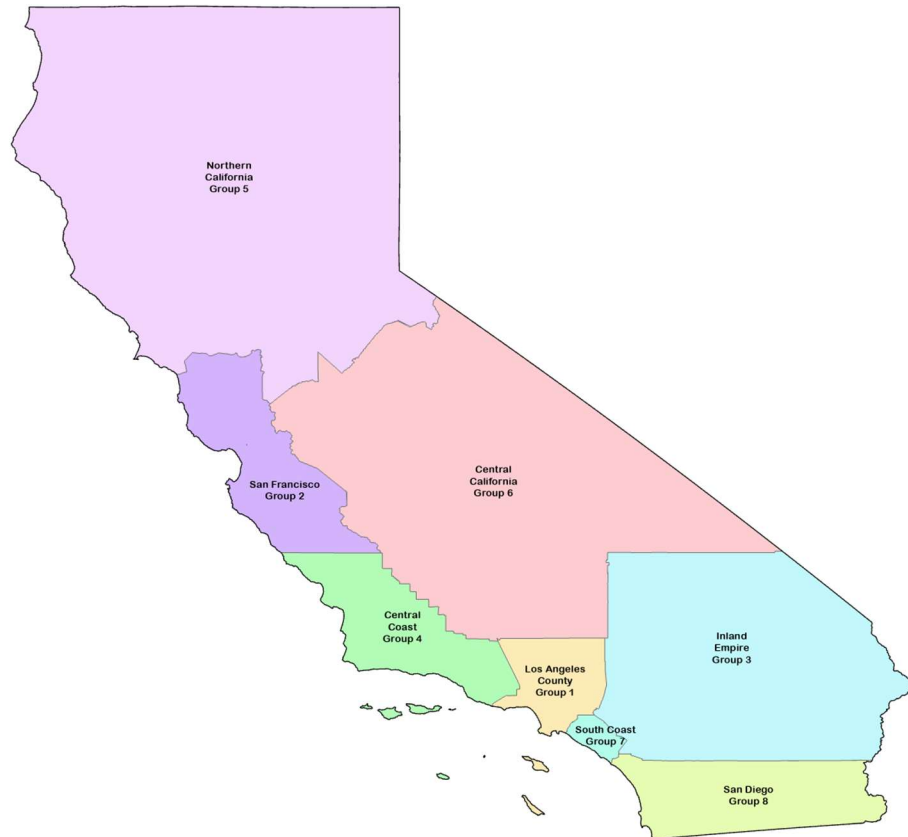 Northern
California
Group 5
San Francisco
Group 2
Central
California
Group 6
Central
Coast
Group 4
Inland
Empire
Group 3
Los Angeles
County
Group 1
South Coast
Group 7
San Diego
Group 8